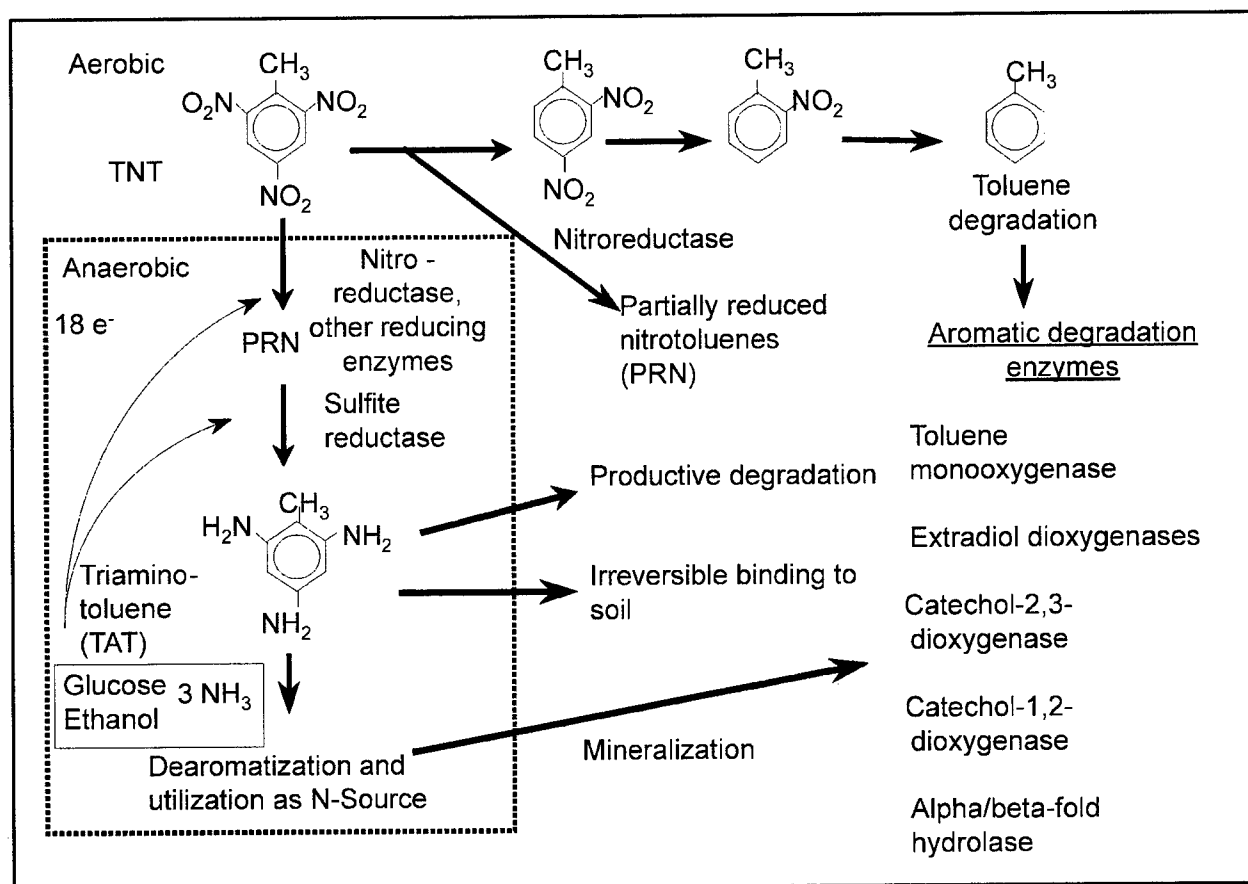 Aerobic
TNT
CH3
O2N
NO2
NO2
CH3
NO2
NO2
CH3
NO2
CH3
Toluene
degradation
Nitroreductase
Partially reduced
nitrotoluenes
(PRN)
Aromatic degradation
enzymes
Anaerobic
18 e-
Nitro -
reductase,
other reducing
enzymes
PRN
Sulfite
reductase
CH3
H2N
NH2
NH2
Triamino-
toluene
(TAT)
Glucose
Ethanol
3 NH3
Dearomatization and
utilization as N-Source
Productive degradation
Irreversible binding to
soil
Mineralization
Toluene
monooxygenase
Extradiol dioxygenases
Catechol-2,3-
dioxygenase
Catechol-1,2-
dioxygenase
Alpha/beta-fold
hydrolase